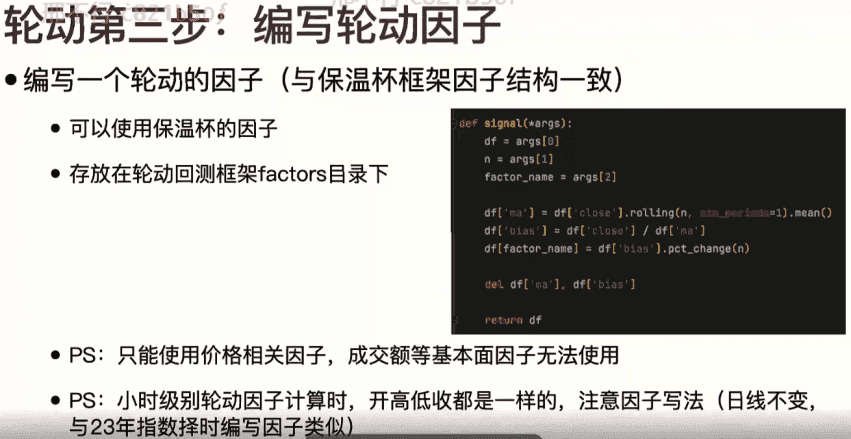 轮动第三步：编写轮动因子
●编写一个轮动的因子（与保温杯框架因子结构一致）
• 可以使用保温杯的因子
• 存放在轮动回测框架factors目录下
def signal(*args):
df = args[0]
n = args[1]
factor_name = args[2]
df['ma'] = df['close'].rolling(n, min_periods=1).mean()
df['bias'] = df['close'] / df['ma']
df[factor_name] = df['bias'].pct_change(n)
del df['ma'], df['bias']
return df
• PS：只能使用价格相关因子，成交额等基本面因子无法使用
• PS：小时级别轮动因子计算时，开高低收都是一样的，注意因子写法（日线不变，
与23年指数择时编写因子类似）